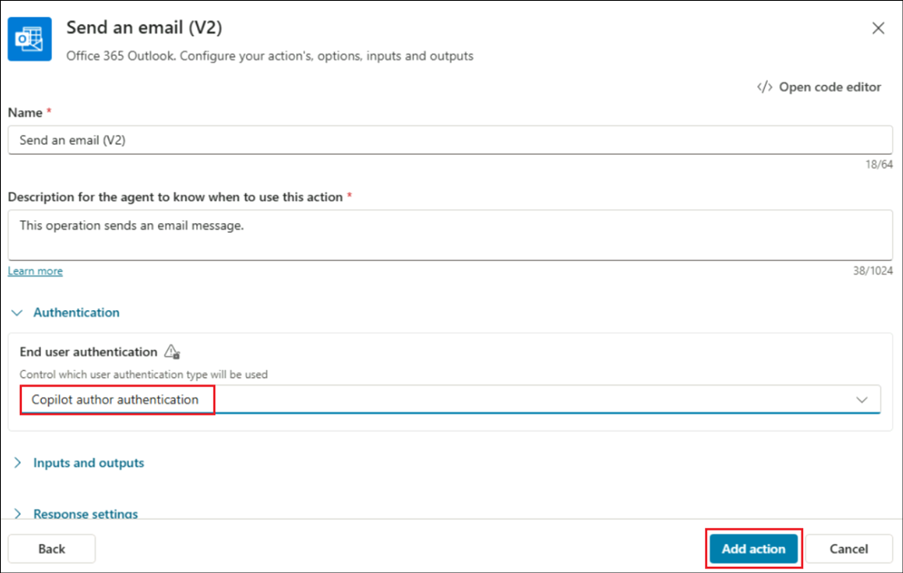 Send an email (V2)
Office 365 Outlook. Configure your action's, options, inputs and outputs
</> Open code editor
Name *
Send an email (V2)
18/64
Description for the agent to know when to use this action *
This operation sends an email message.
Learn more
38/1024
Authentication
End user authentication
Control which user authentication type will be used
Copilot author authentication
Inputs and outputs
Response settings
Back
Add action
Cancel